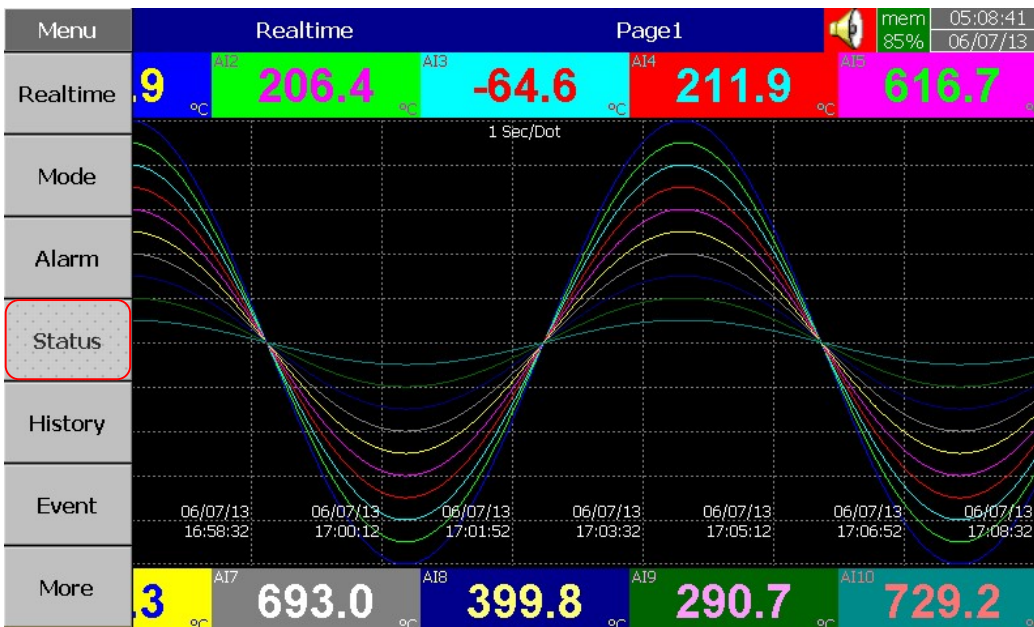 Menu
Realtime
Page1
mem
85%
05:08:41
06/07/13
Realtime
Mode
Alarm
Status
History
Event
More
.9 °C
AI2
206.4 °C
AI3
-64.6 °C
AI4
211.9 °C
AI5
616.7
1 Sec/Dot
06/07/13
16:58:32
06/07/13
17:00:12
06/07/13
17:01:52
06/07/13
17:03:32
06/07/13
17:05:12
06/07/13
17:06:52
06/07/13
17:08:32
.3 °C
AI7
693.0 °C
AI8
399.8 °C
AI9
290.7 °C
AI10
729.2